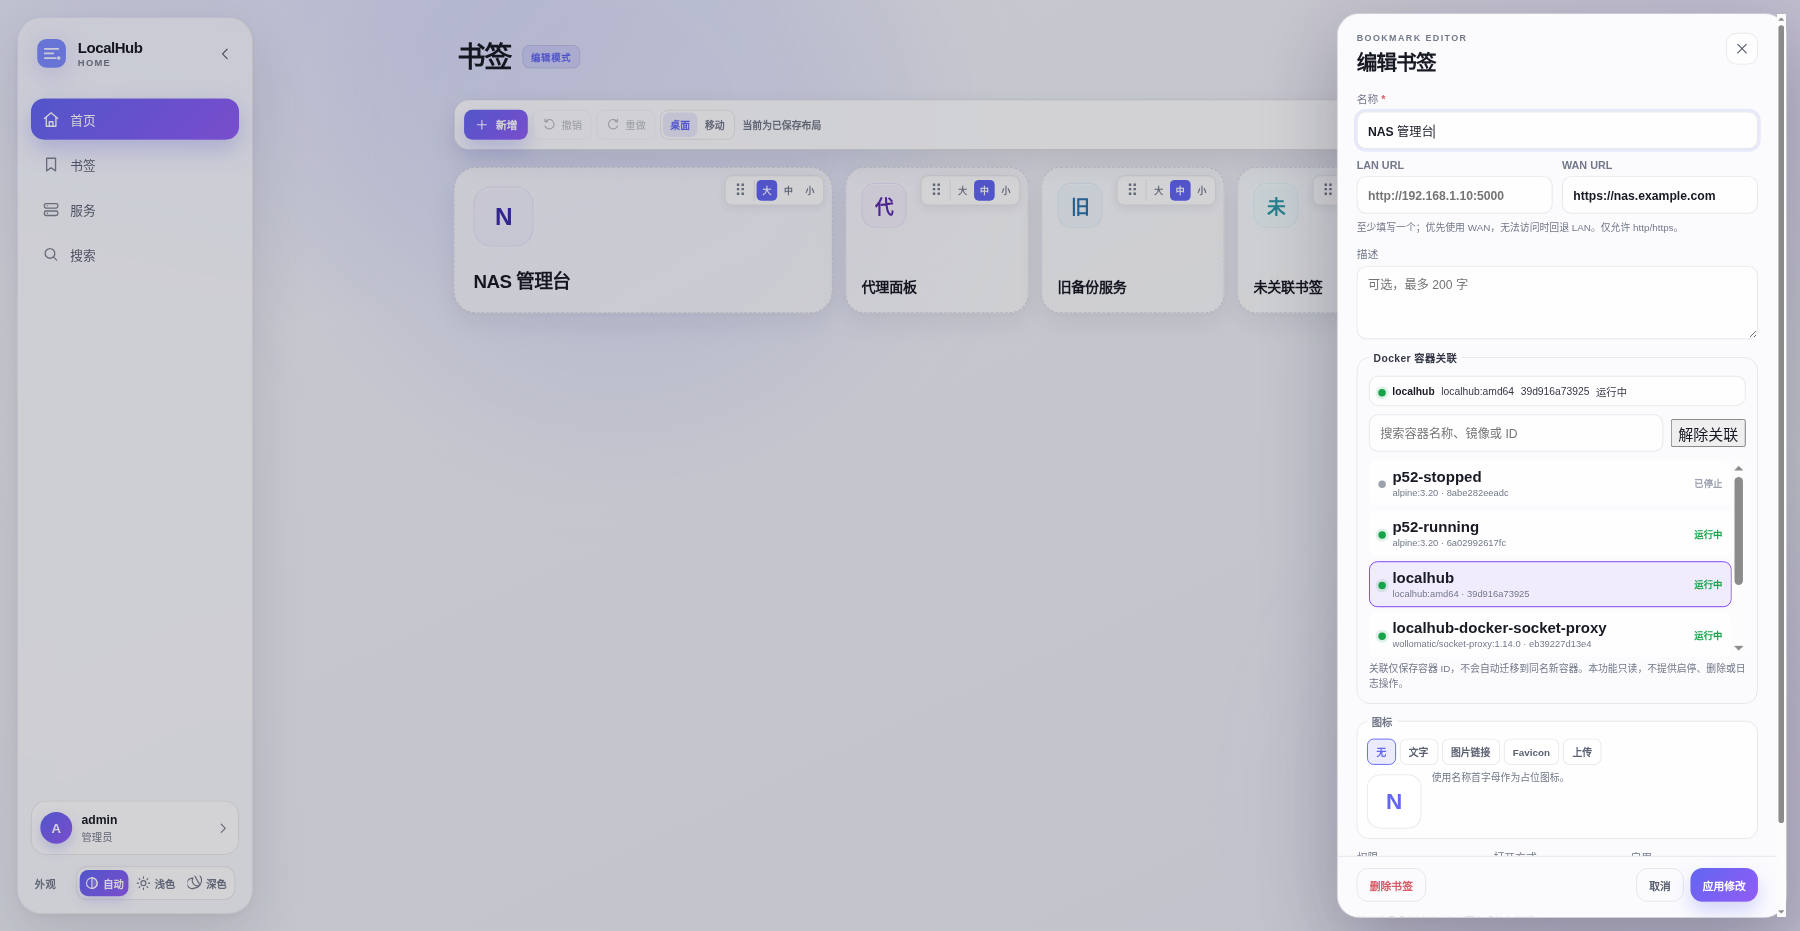 LocalHub
HOME
首页
书签
服务
搜索
A
admin
管理员
外观
自动
浅色
深色
书签
编辑模式
新增
撤销
重做
桌面
移动
当前为已保存布局
N
大 中 小
NAS 管理台
代
大 中 小
代理面板
旧
大 中 小
旧备份服务
未
未关联书签
BOOKMARK EDITOR
编辑书签
名称 *
NAS 管理台
LAN URL
WAN URL
http://192.168.1.10:5000
https://nas.example.com
至少填写一个；优先使用 WAN，无法访问时回退 LAN。仅允许 http/https。
描述
可选，最多 200 字
Docker 容器关联
localhub localhub:amd64 39d916a73925 运行中
搜索容器名称、镜像或 ID
解除关联
p52-stopped
alpine:3.20 · 8abe282eeadc
已停止
p52-running
alpine:3.20 · 6a02992617fc
运行中
localhub
localhub:amd64 · 39d916a73925
运行中
localhub-docker-socket-proxy
wollomatic/socket-proxy:1.14.0 · eb39227d13e4
运行中
关联仅保存容器 ID，不会自动迁移到同名新容器。本功能只读，不提供启停、删除或日
志操作。
图标
无
文字
图片链接
Favicon
上传
使用名称首字母作为占位图标。
N
删除书签
取消
应用修改